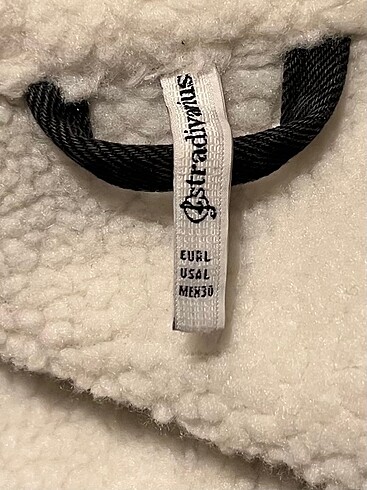 stradivarius
EUR L
USA L
MEX 30